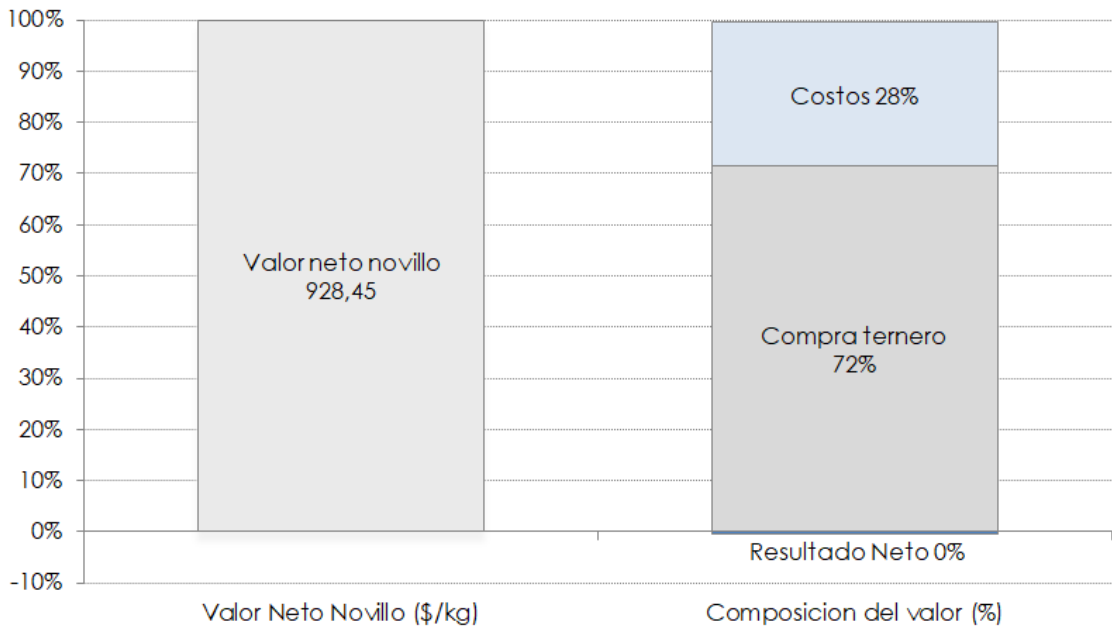 100%
90%
80%
70%
60%
50%
40%
30%
20%
10%
0%
-10%
Valor neto novillo
928,45
Costos 28%
Compra ternero
72%
Resultado Neto 0%
Valor Neto Novillo ($/kg)
Composicion del valor (%)